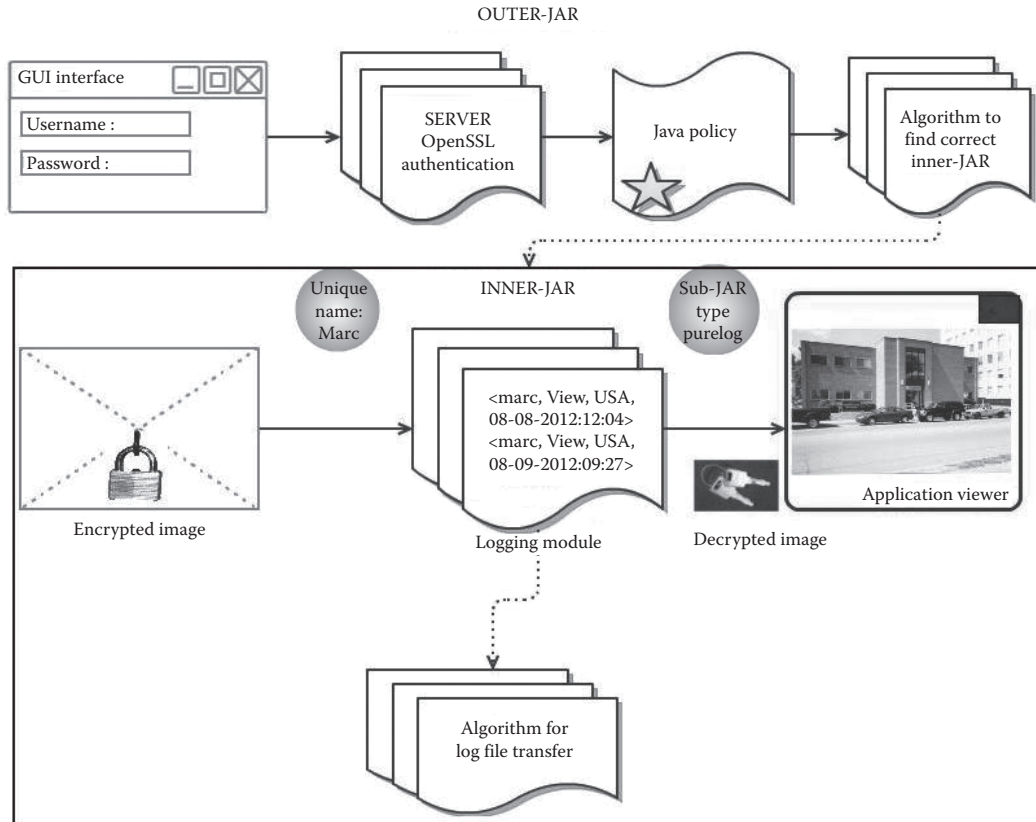 OUTER-JAR
GUI interface
Username :
Password :
SERVER
OpenSSL
authentication
Java policy
Algorithm to
find correct
inner-JAR
INNER-JAR
Unique
name:
Marc
Sub-JAR
type
purelog
<marc, View, USA,
08-08-2012:12:04>
<marc, View, USA,
08-09-2012:09:27>
Encrypted image
Logging module
Decrypted image
Application viewer
Algorithm for
log file transfer